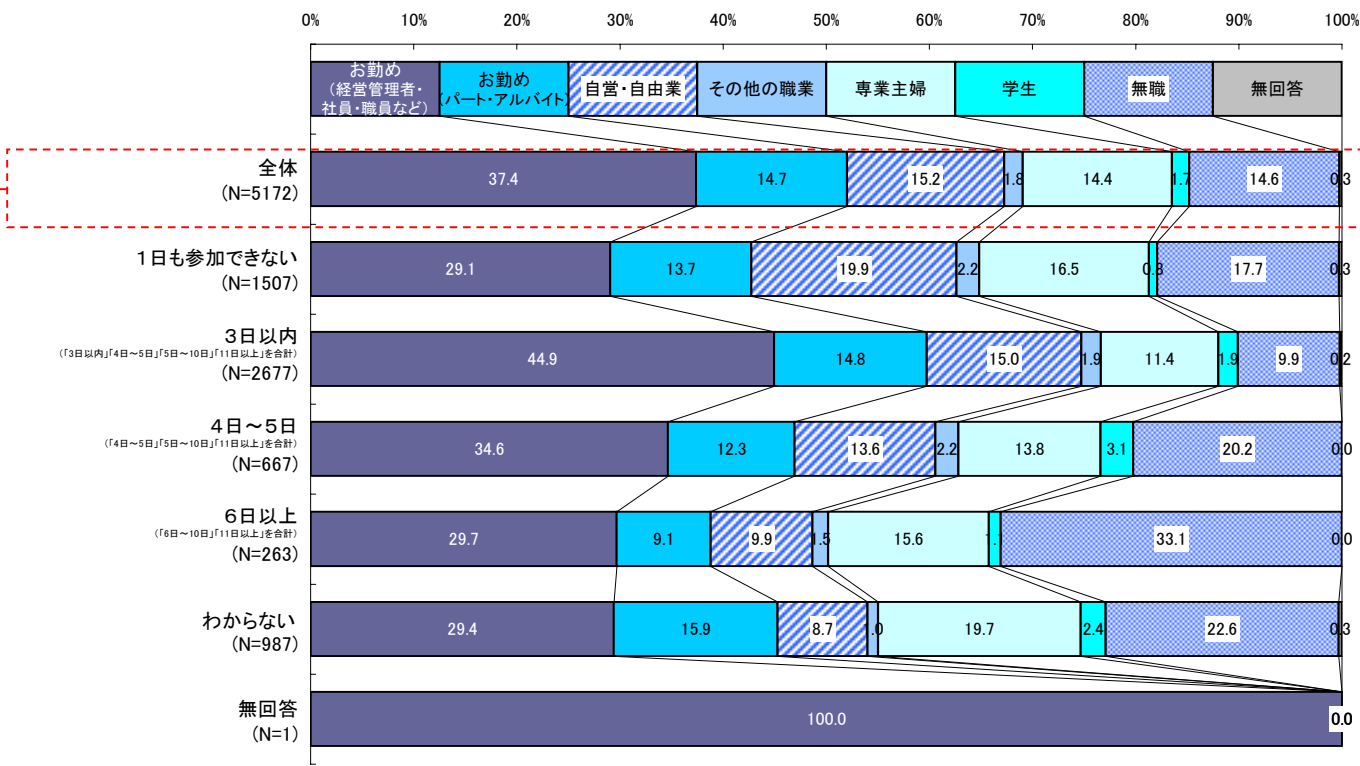 0% 10% 20% 30% 40% 50% 60% 70% 80% 90% 100%
お勤め
(経営管理者・
社員・職員など)
お勤め
(パート・アルバイト)
自営・自由業
その他の職業
専業主婦
学生
無職
無回答
全体
(N=5172)
37.4 14.7 15.2 1.8 14.4 1.7 14.6 0.3
１日も参加できない
(N=1507)
29.1 13.7 19.9 2.2 16.5 0.8 17.7 0.3
３日以内
(「3日以内」「4日～5日」「5日～10日」「11日以上」を合計)
(N=2677)
44.9 14.8 15.0 1.9 11.4 1.9 9.9 0.2
４日～５日
(「4日～5日」「5日～10日」「11日以上」を合計)
(N=667)
34.6 12.3 13.6 2.2 13.8 3.1 20.2 0.0
６日以上
(「6日～10日」「11日以上」を合計)
(N=263)
29.7 9.1 9.9 1.5 15.6 1.1 33.1 0.0
わからない
(N=987)
29.4 15.9 8.7 1.0 19.7 2.4 22.6 0.3
無回答
(N=1)
100.0 0.0